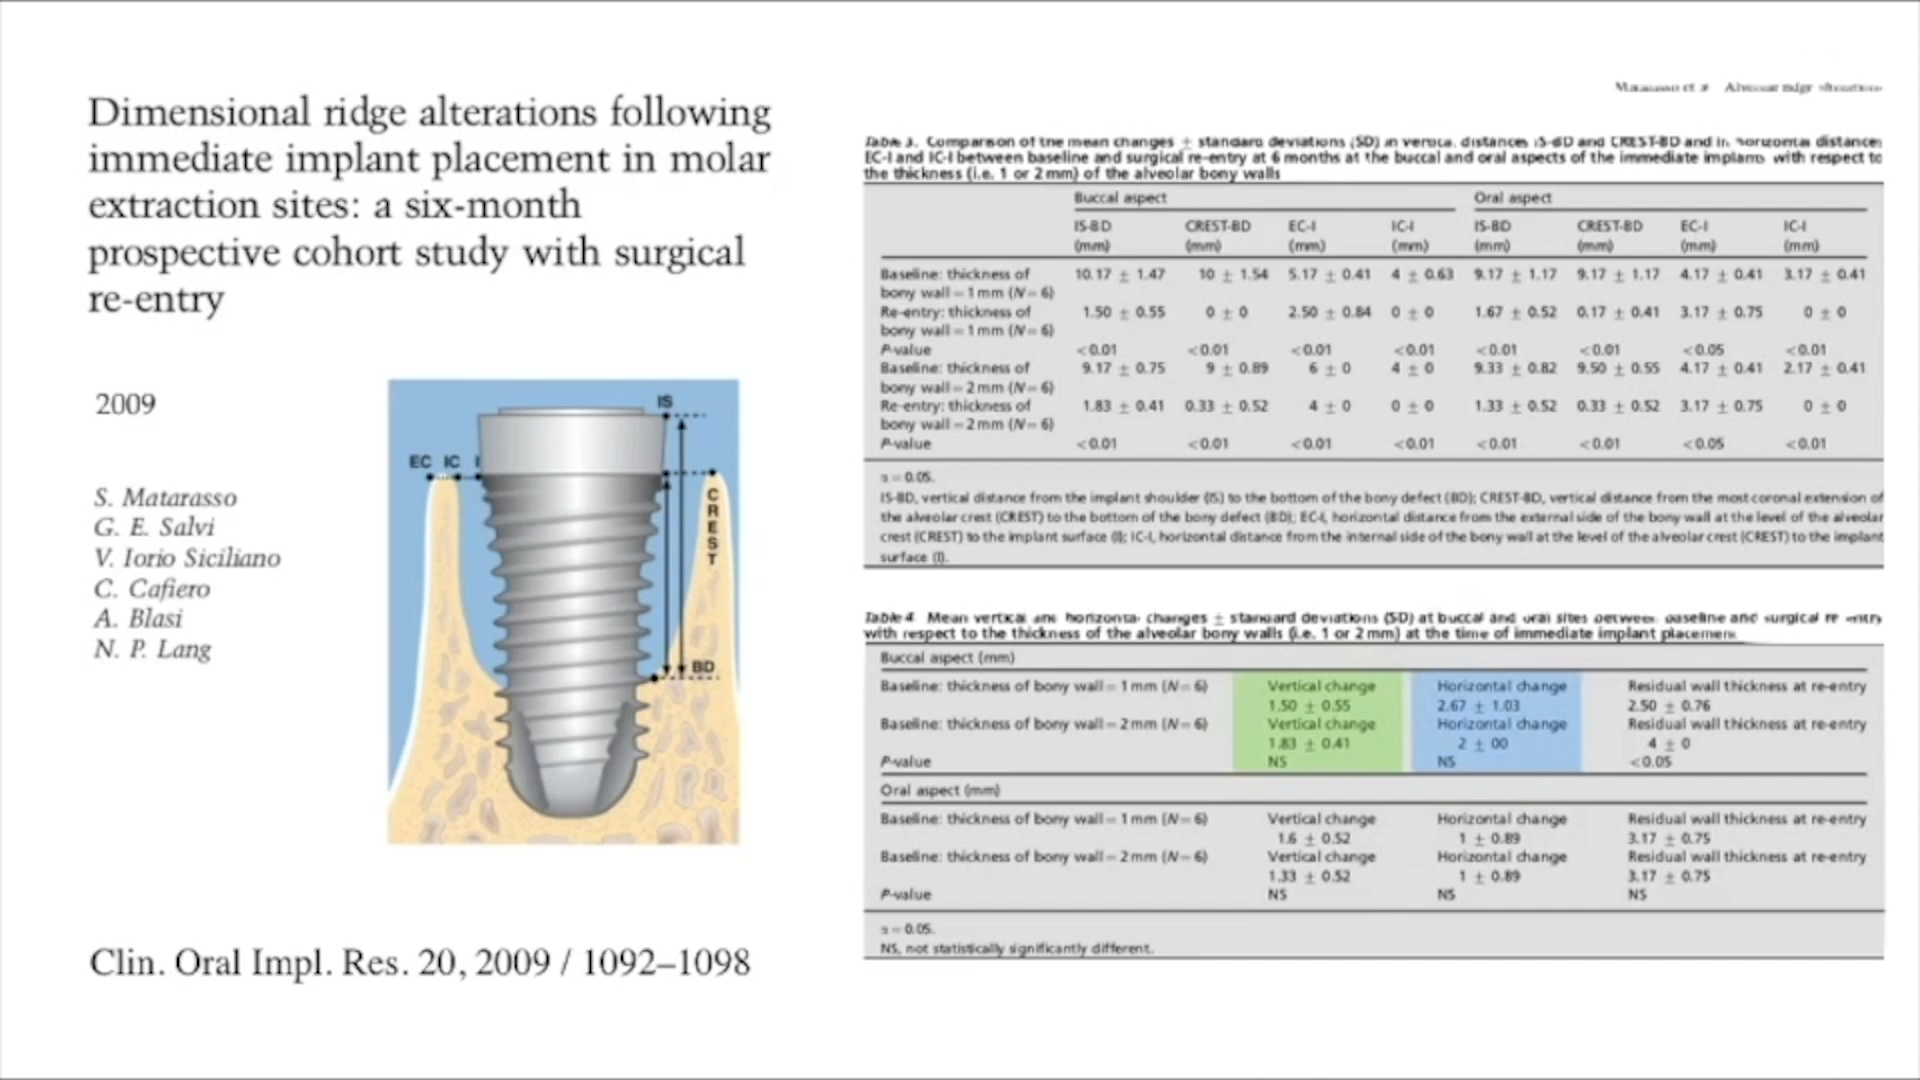 Dimensional ridge alterations following
immediate implant placement in molar
extraction sites: a six-month
prospective cohort study with surgical
re-entry
2009
S. Matarasso
G. E. Salvi
V. Iorio Siciliano
C. Cafiero
A. Blasi
N. P. Lang
IS
EC IC I
CREST
BD
Clin. Oral Impl. Res. 20, 2009 / 1092–1098
Matarasso et al Alveolar ridge alterations
Table 3. Comparison of the mean changes ± standard deviations (SD) in vertical distances IS-BD and CREST-BD and in horizontal distances
EC-I and IC-I between baseline and surgical re-entry at 6 months at the buccal and oral aspects of the immediate implants with respect to
the thickness (i.e. 1 or 2 mm) of the alveolar bony walls
Buccal aspect Oral aspect
IS-BD CREST-BD EC-I IC-I IS-BD CREST-BD EC-I IC-I
(mm) (mm) (mm) (mm) (mm) (mm) (mm) (mm)
Baseline: thickness of 10.17 ± 1.47 10 ± 1.54 5.17 ± 0.41 4 ± 0.63 9.17 ± 1.17 9.17 ± 1.17 4.17 ± 0.41 3.17 ± 0.41
bony wall = 1 mm (N = 6)
Re-entry: thickness of 1.50 ± 0.55 0 ± 0 2.50 ± 0.84 0 ± 0 1.67 ± 0.52 0.17 ± 0.41 3.17 ± 0.75 0 ± 0
bony wall = 1 mm (N = 6)
P-value <0.01 <0.01 <0.01 <0.01 <0.01 <0.01 <0.05 <0.01
Baseline: thickness of 9.17 ± 0.75 9 ± 0.89 6 ± 0 4 ± 0 9.33 ± 0.82 9.50 ± 0.55 4.17 ± 0.41 2.17 ± 0.41
bony wall = 2 mm (N = 6)
Re-entry: thickness of 1.83 ± 0.41 0.33 ± 0.52 4 ± 0 0 ± 0 1.33 ± 0.52 0.33 ± 0.52 3.17 ± 0.75 0 ± 0
bony wall = 2 mm (N = 6)
P-value <0.01 <0.01 <0.01 <0.01 <0.01 <0.01 <0.05 <0.01
α = 0.05.
IS-BD, vertical distance from the implant shoulder (IS) to the bottom of the bony defect (BD); CREST-BD, vertical distance from the most coronal extension of
the alveolar crest (CREST) to the bottom of the bony defect (BD); EC-I, horizontal distance from the external side of the bony wall at the level of the alveolar
crest (CREST) to the implant surface (I); IC-I, horizontal distance from the internal side of the bony wall at the level of the alveolar crest (CREST) to the implant
surface (I).
Table 4 Mean vertical and horizontal changes ± standard deviations (SD) at buccal and oral sites between baseline and surgical re-entry
with respect to the thickness of the alveolar bony walls (i.e. 1 or 2 mm) at the time of immediate implant placement
Buccal aspect (mm)
Baseline: thickness of bony wall = 1 mm (N = 6) Vertical change Horizontal change Residual wall thickness at re-entry
1.50 ± 0.55 2.67 ± 1.03 2.50 ± 0.76
Baseline: thickness of bony wall = 2 mm (N = 6) Vertical change Horizontal change Residual wall thickness at re-entry
1.83 ± 0.41 2 ± 00 4 ± 0
P-value NS NS <0.05
Oral aspect (mm)
Baseline: thickness of bony wall = 1 mm (N = 6) Vertical change Horizontal change Residual wall thickness at re-entry
1.6 ± 0.52 1 ± 0.89 3.17 ± 0.75
Baseline: thickness of bony wall = 2 mm (N = 6) Vertical change Horizontal change Residual wall thickness at re-entry
1.33 ± 0.52 1 ± 0.89 3.17 ± 0.75
P-value NS NS NS
α = 0.05.
NS, not statistically significantly different.